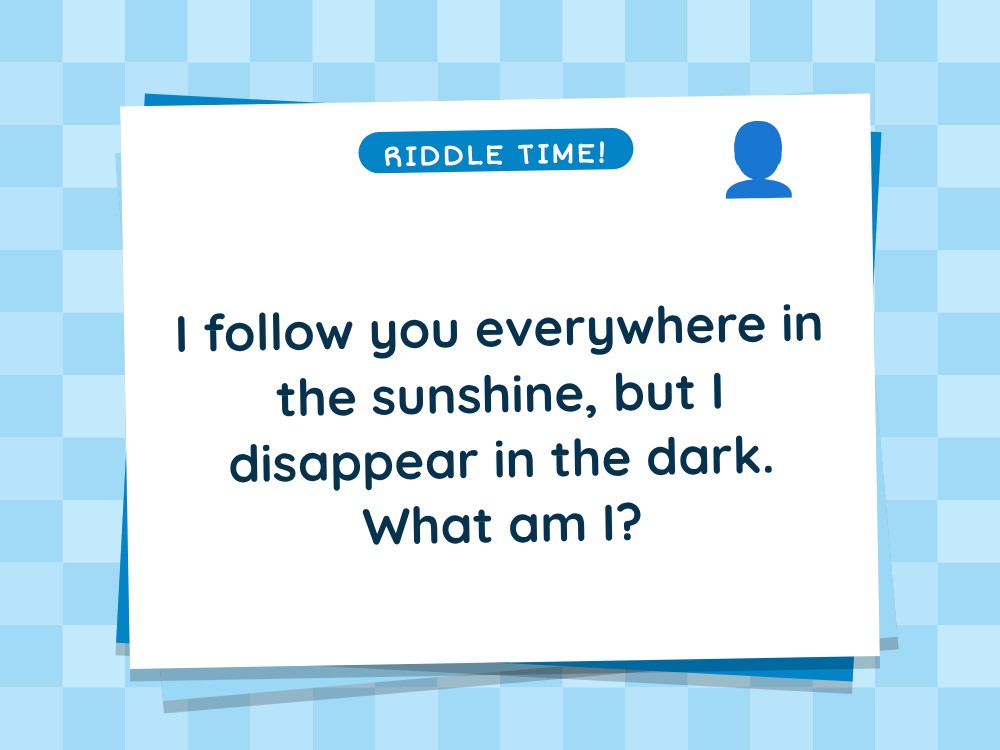 RIDDLE TIME!
I follow you everywhere in
the sunshine, but I
disappear in the dark.
What am I?